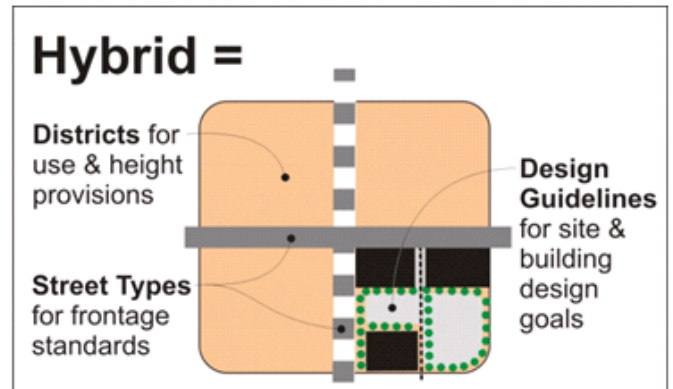 Hybrid =
Districts for
use & height
provisions
Street Types
for frontage
standards
Design
Guidelines
for site &
building
design
goals